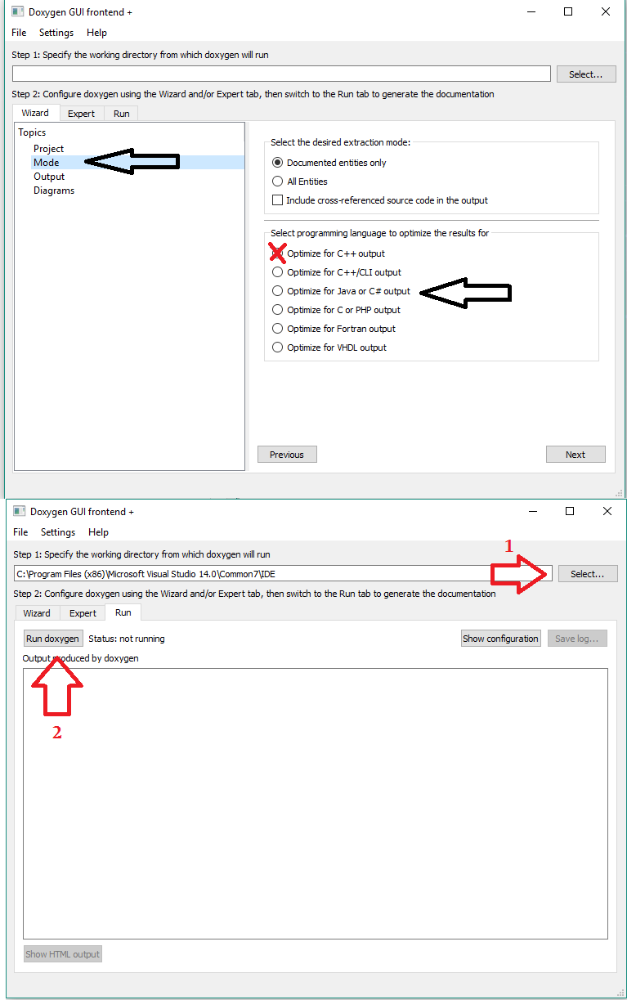 Doxygen GUI frontend +
File Settings Help
Step 1: Specify the working directory from which doxygen will run
Select...
Step 2: Configure doxygen using the Wizard and/or Expert tab, then switch to the Run tab to generate the documentation
Wizard Expert Run
Topics
Project
Mode
Output
Diagrams
Select the desired extraction mode:
Documented entities only
All Entities
Include cross-referenced source code in the output
Select programming language to optimize the results for
Optimize for C++ output
Optimize for C++/CLI output
Optimize for Java or C# output
Optimize for C or PHP output
Optimize for Fortran output
Optimize for VHDL output
Previous Next
Doxygen GUI frontend +
File Settings Help
Step 1: Specify the working directory from which doxygen will run
1
C:\Program Files (x86)\Microsoft Visual Studio 14.0\Common7\IDE Select...
Step 2: Configure doxygen using the Wizard and/or Expert tab, then switch to the Run tab to generate the documentation
Wizard Expert Run
Run doxygen Status: not running Show configuration Save log...
Output produced by doxygen
2
Show HTML output